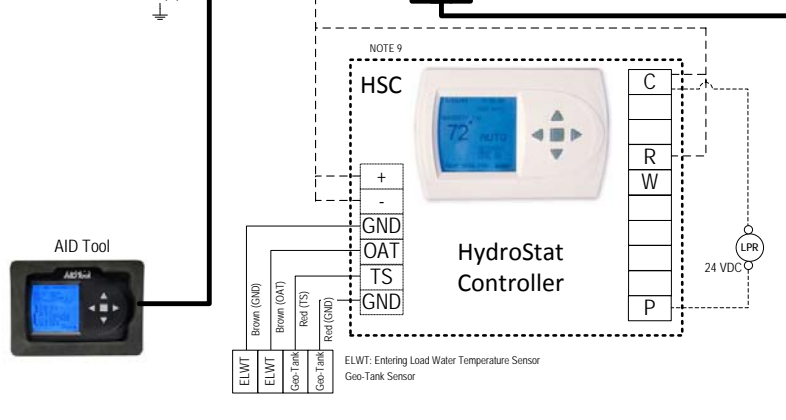 NOTE 9
HSC
72°
AUTO
C
R
W
P
+
-
GND
OAT
TS
GND
HydroStat
Controller
LPR
24 VDC
AID Tool
Brown (GND)
Brown (OAT)
Red (TS)
Red (GND)
ELWT
ELWT
Geo-Tank
Geo-Tank
ELWT: Entering Load Water Temperature Sensor
Geo-Tank Sensor